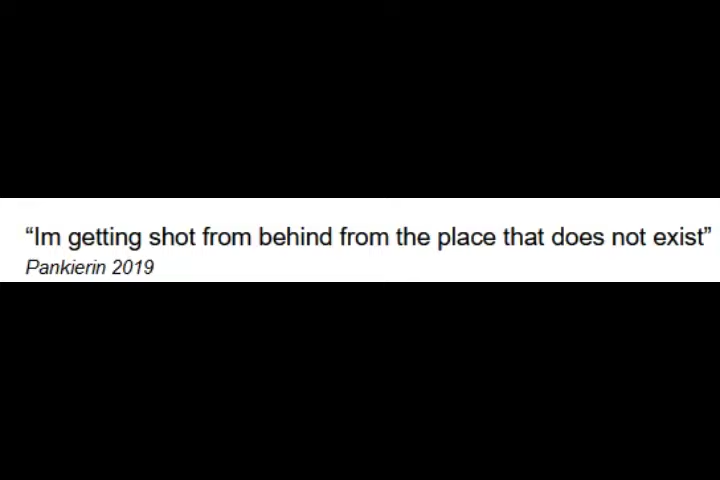 “Im getting shot from behind from the place that does not exist”
Pankierin 2019